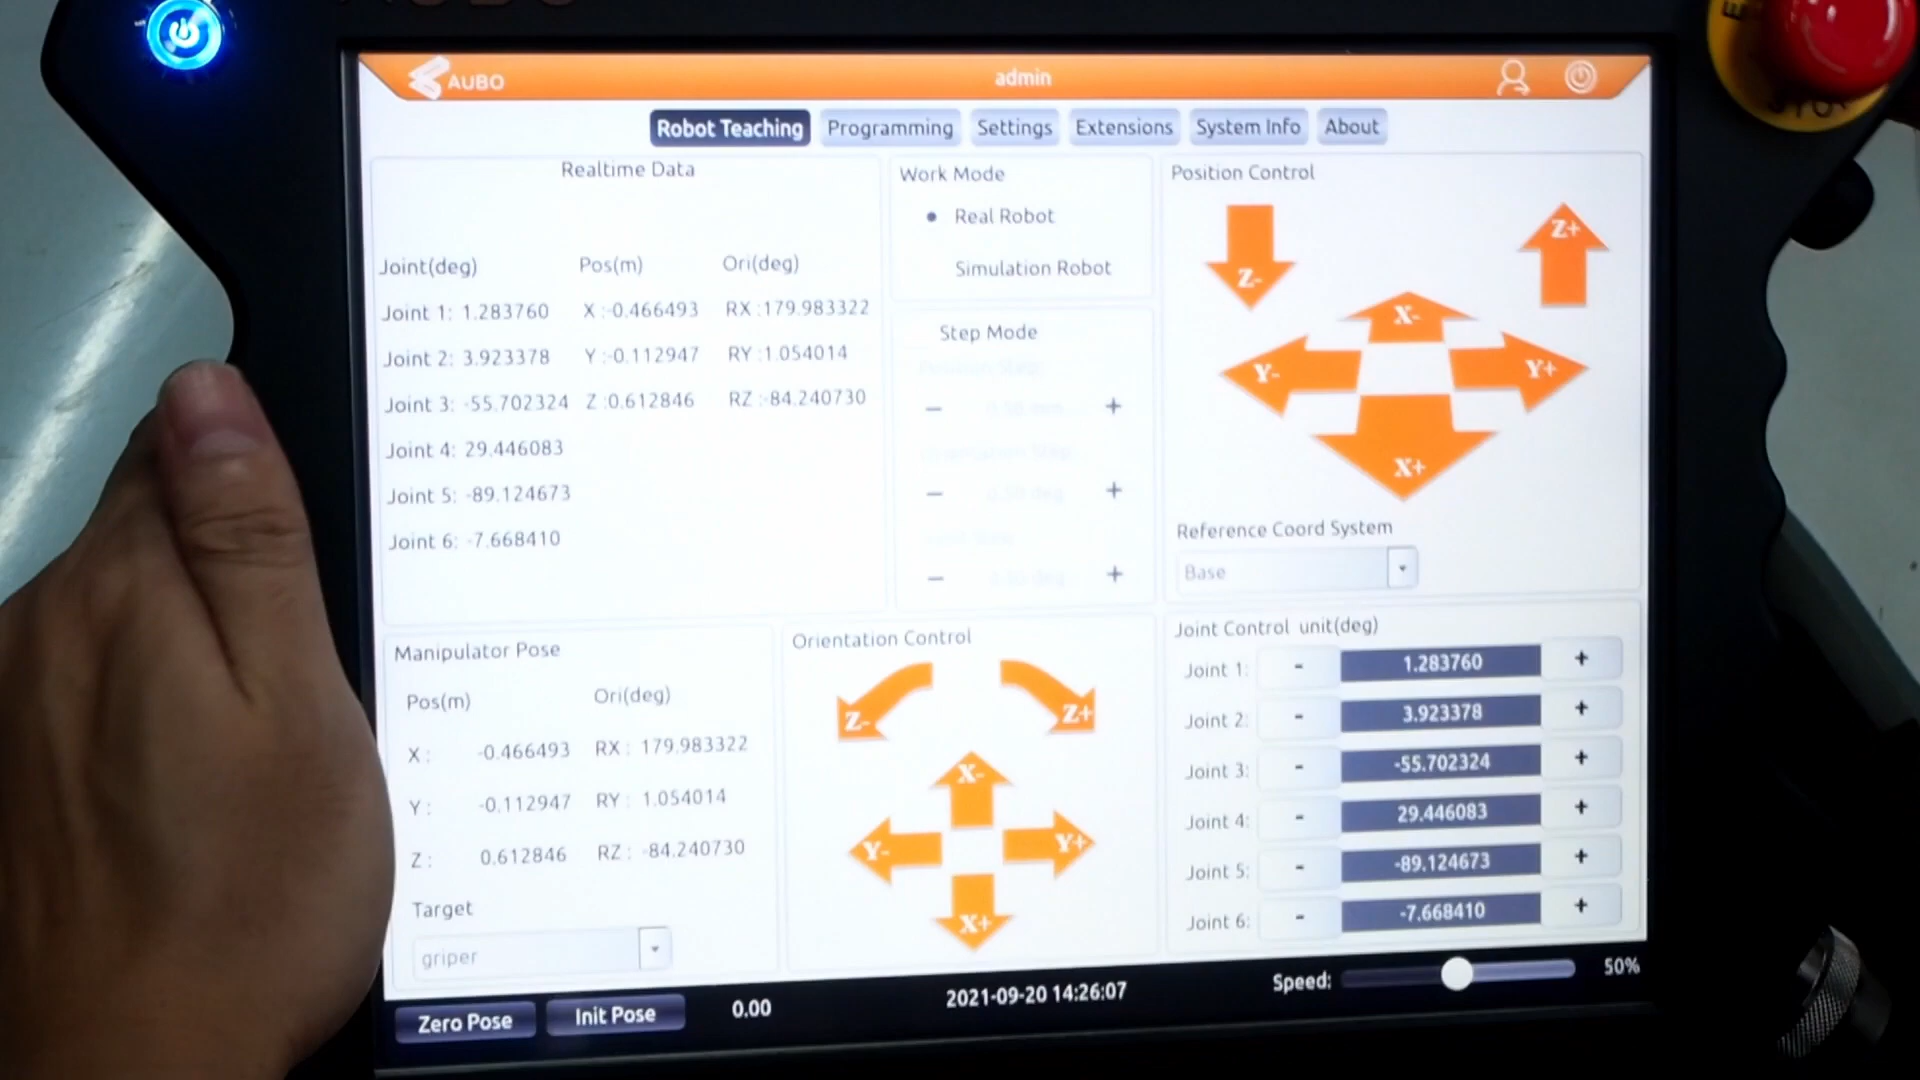 AUBO
admin
Robot Teaching Programming Settings Extensions System Info About
Realtime Data
Joint(deg) Pos(m) Ori(deg)
Joint 1: 1.283760 X :-0.466493 RX :179.983322
Joint 2: 3.923378 Y :-0.112947 RY :1.054014
Joint 3: -55.702324 Z :0.612846 RZ :-84.240730
Joint 4: 29.446083
Joint 5: -89.124673
Joint 6: -7.668410
Work Mode
Real Robot
Simulation Robot
Step Mode
Position Step
- +
Orientation Step
- 0.50 deg +
- +
Position Control
Z- Z+
X-
Y- Y+
X+
Reference Coord System
Base
Manipulator Pose
Pos(m) Ori(deg)
X : -0.466493 RX : 179.983322
Y : -0.112947 RY : 1.054014
Z : 0.612846 RZ : -84.240730
Target
griper
Orientation Control
Z- Z+
X-
Y- Y+
X+
Joint Control unit(deg)
Joint 1: - 1.283760 +
Joint 2: - 3.923378 +
Joint 3: - -55.702324 +
Joint 4: - 29.446083 +
Joint 5: - -89.124673 +
Joint 6: - -7.668410 +
Zero Pose Init Pose 0.00 2021-09-20 14:26:07 Speed: 50%